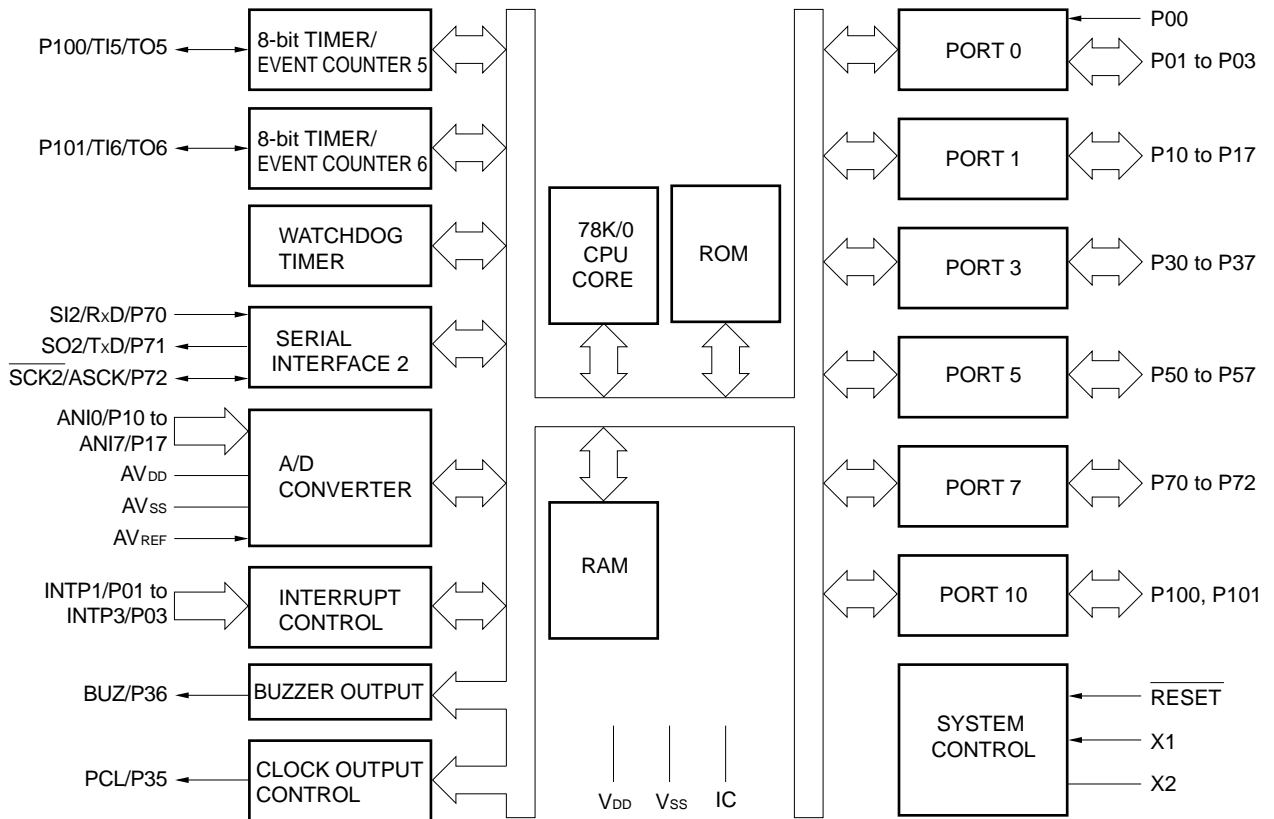 P100/TI5/TO5
8-bit TIMER/
EVENT COUNTER 5
P101/TI6/TO6
8-bit TIMER/
EVENT COUNTER 6
WATCHDOG
TIMER
SI2/RxD/P70
SO2/TxD/P71
SCK2/ASCK/P72
SERIAL
INTERFACE 2
ANI0/P10 to
ANI7/P17
AVDD
AVSS
AVREF
A/D
CONVERTER
INTP1/P01 to
INTP3/P03
INTERRUPT
CONTROL
BUZ/P36
BUZZER OUTPUT
PCL/P35
CLOCK OUTPUT
CONTROL
78K/0
CPU
CORE
ROM
RAM
VDD
VSS
IC
PORT 0
P00
P01 to P03
PORT 1
P10 to P17
PORT 3
P30 to P37
PORT 5
P50 to P57
PORT 7
P70 to P72
PORT 10
P100, P101
SYSTEM
CONTROL
RESET
X1
X2